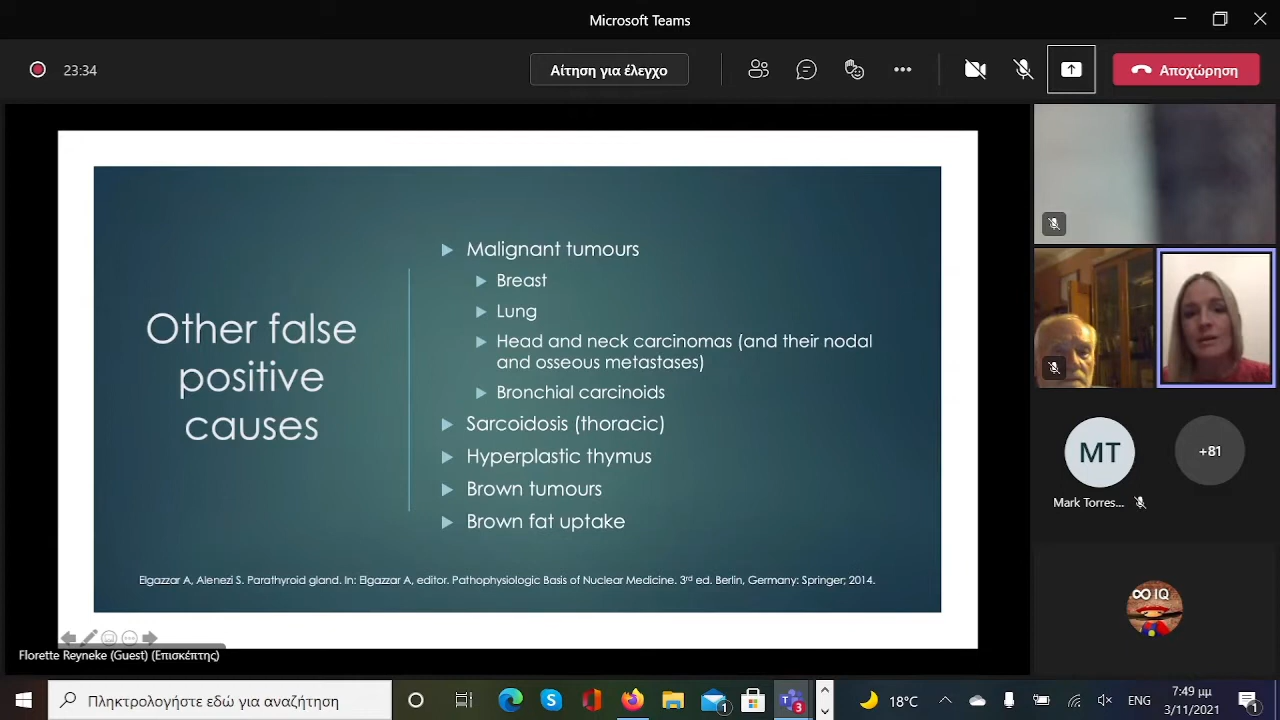 Microsoft Teams
23:34
Αίτηση για έλεγχο
Αποχώρηση
Other false
positive
causes
Malignant tumours
Breast
Lung
Head and neck carcinomas (and their nodal
and osseous metastases)
Bronchial carcinoids
Sarcoidosis (thoracic)
Hyperplastic thymus
Brown tumours
Brown fat uptake
Elgazzar A, Alenezi S. Parathyroid gland. In: Elgazzar A, editor. Pathophysiologic Basis of Nuclear Medicine. 3rd ed. Berlin, Germany: Springer; 2014.
MT
+81
Mark Torres...
∞ IQ
Florette Reyneke (Guest) (Επισκέπτης)
Πληκτρολογήστε εδώ για αναζήτηση
1
3
18°C
ENG
7:49 μμ
3/11/2021
1